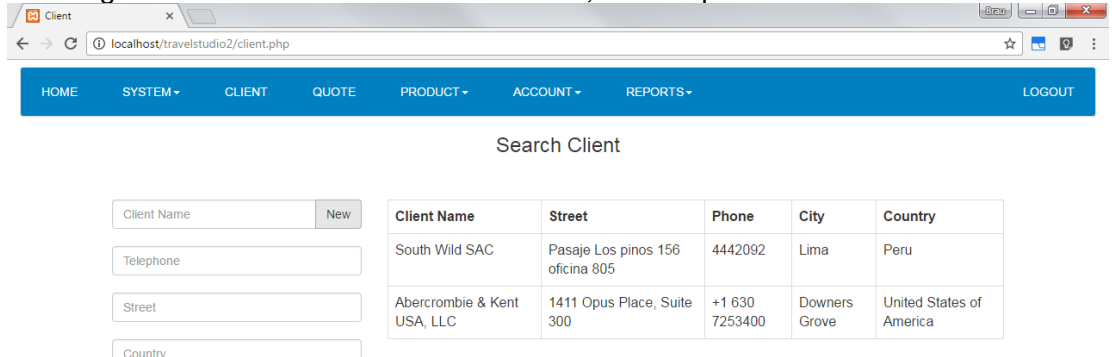 Client
Brau
localhost/travelstudio2/client.php
HOME SYSTEM CLIENT QUOTE PRODUCT ACCOUNT REPORTS LOGOUT
Search Client
Client Name New
Telephone
Street
Country
Client Name Street Phone City Country
South Wild SAC Pasaje Los pinos 156 4442092 Lima Peru
oficina 805
Abercrombie & Kent 1411 Opus Place, Suite +1 630 Downers United States of
USA, LLC 300 7253400 Grove America